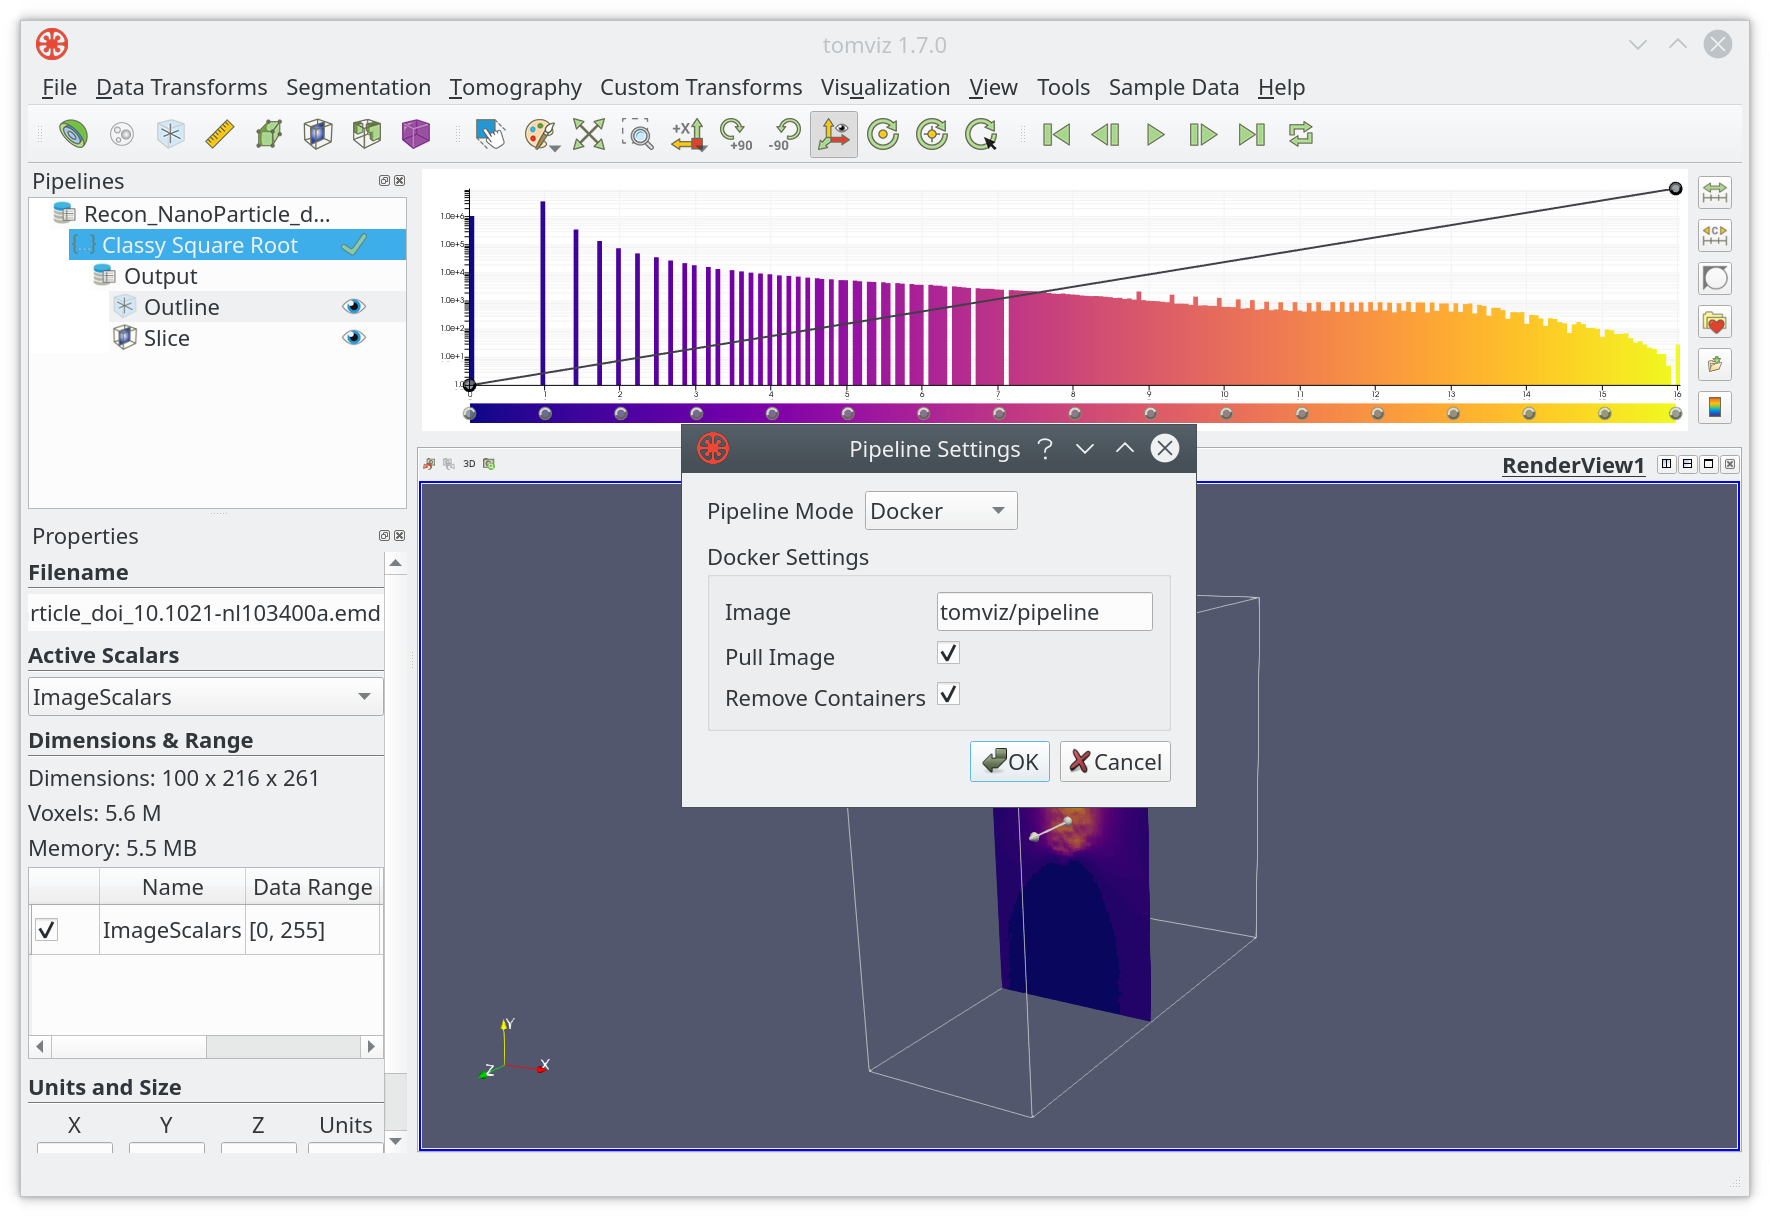 tomviz 1.7.0
File Data Transforms Segmentation Tomography Custom Transforms Visualization View Tools Sample Data Help
+X
+90
-90
Pipelines
Recon_NanoParticle_d...
{...} Classy Square Root
Output
Outline
Slice
1.0e+6
1.0e+5
1.0e+4
1.0e+3
1.0e+2
1.0e+1
1.0
0 1 2 3 4 5 6 7 8 9 10 11 12 13 14 15 16
C
3D
RenderView1
Pipeline Settings ?
Pipeline Mode Docker
Docker Settings
Image tomviz/pipeline
Pull Image
Remove Containers
OK Cancel
Properties
Filename
rticle_doi_10.1021-nl103400a.emd
Active Scalars
ImageScalars
Dimensions & Range
Dimensions: 100 x 216 x 261
Voxels: 5.6 M
Memory: 5.5 MB
Name Data Range
ImageScalars [0, 255]
Units and Size
X Y Z Units
Y
Z
X